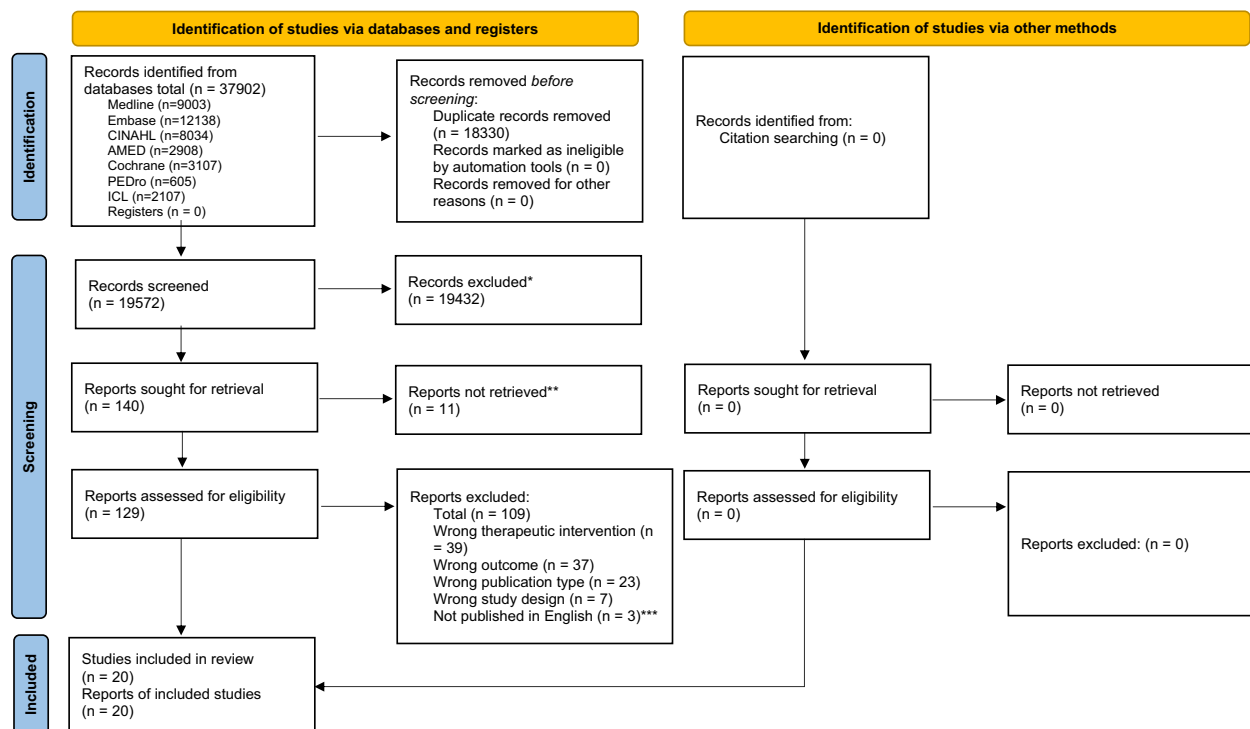 Identification of studies via databases and registers
Identification of studies via other methods
Identification
Records identified from
databases total (n = 37902)
Medline (n=9003)
Embase (n=12138)
CINAHL (n=8034)
AMED (n=2908)
Cochrane (n=3107)
PEDro (n=605)
ICL (n=2107)
Registers (n = 0)
Records removed before
screening:
Duplicate records removed
(n = 18330)
Records marked as ineligible
by automation tools (n = 0)
Records removed for other
reasons (n = 0)
Records identified from:
Citation searching (n = 0)
Screening
Records screened
(n = 19572)
Records excluded*
(n = 19432)
Reports sought for retrieval
(n = 140)
Reports not retrieved**
(n = 11)
Reports sought for retrieval
(n = 0)
Reports not retrieved
(n = 0)
Reports assessed for eligibility
(n = 129)
Reports excluded:
Total (n = 109)
Wrong therapeutic intervention (n
= 39)
Wrong outcome (n = 37)
Wrong publication type (n = 23)
Wrong study design (n = 7)
Not published in English (n = 3)***
Reports assessed for eligibility
(n = 0)
Reports excluded: (n = 0)
Included
Studies included in review
(n = 20)
Reports of included studies
(n = 20)